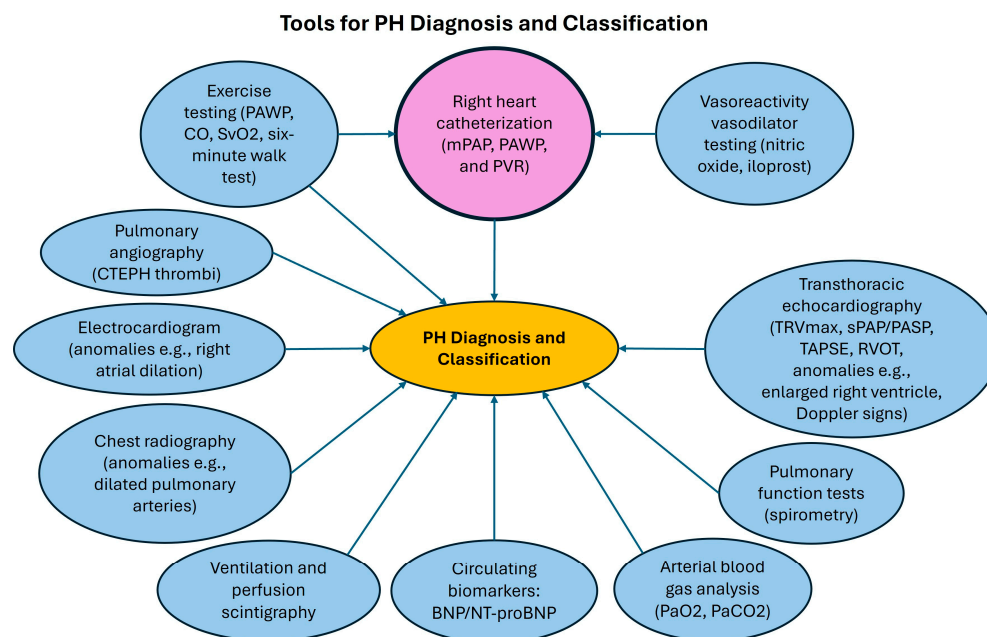 Tools for PH Diagnosis and Classification
Exercise
testing (PAWP,
CO, SvO2, six-
minute walk
test)
Right heart
catheterization
(mPAP, PAWP,
and PVR)
Vasoreactivity
vasodilator
testing (nitric
oxide, iloprost)
Pulmonary
angiography
(CTEPH thrombi)
Electrocardiogram
(anomalies e.g., right
atrial dilation)
PH Diagnosis and
Classification
Transthoracic
echocardiography
(TRVmax, sPAP/PASP,
TAPSE, RVOT,
anomalies e.g.,
enlarged right ventricle,
Doppler signs)
Chest radiography
(anomalies e.g.,
dilated pulmonary
arteries)
Pulmonary
function tests
(spirometry)
Ventilation and
perfusion
scintigraphy
Circulating
biomarkers:
BNP/NT-proBNP
Arterial blood
gas analysis
(PaO2, PaCO2)